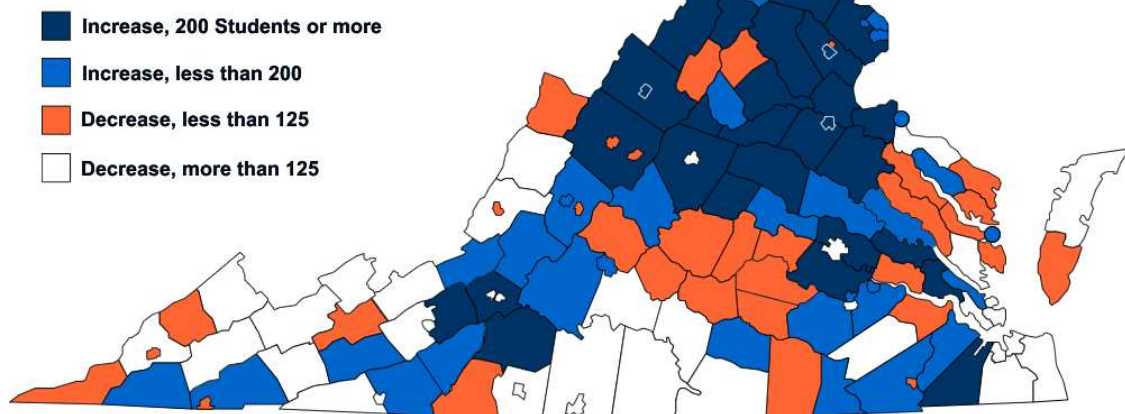 Increase, 200 Students or more
Increase, less than 200
Decrease, less than 125
Decrease, more than 125